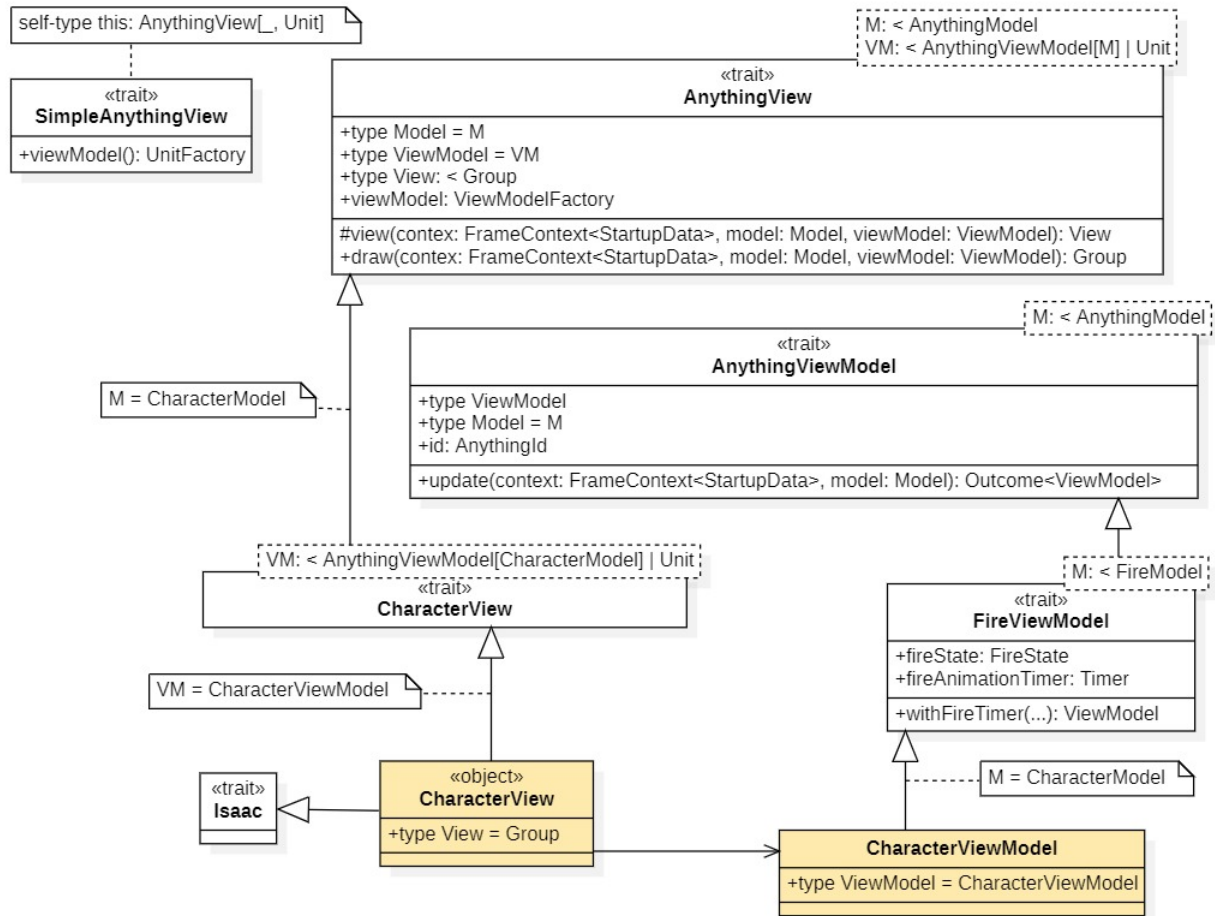 self-type this: AnythingView[_, Unit]
«trait»
SimpleAnythingView
+viewModel(): UnitFactory
M: < AnythingModel
VM: < AnythingViewModel[M] | Unit
«trait»
AnythingView
+type Model = M
+type ViewModel = VM
+type View: < Group
+viewModel: ViewModelFactory
#view(contex: FrameContext<StartupData>, model: Model, viewModel: ViewModel): View
+draw(contex: FrameContext<StartupData>, model: Model, viewModel: ViewModel): Group
M: < AnythingModel
«trait»
AnythingViewModel
+type ViewModel
+type Model = M
+id: AnythingId
+update(context: FrameContext<StartupData>, model: Model): Outcome<ViewModel>
M = CharacterModel
VM: < AnythingViewModel[CharacterModel] | Unit
«trait»
CharacterView
M: < FireModel
«trait»
FireViewModel
+fireState: FireState
+fireAnimationTimer: Timer
+withFireTimer(...): ViewModel
VM = CharacterViewModel
M = CharacterModel
«trait»
Isaac
«object»
CharacterView
+type View = Group
CharacterViewModel
+type ViewModel = CharacterViewModel